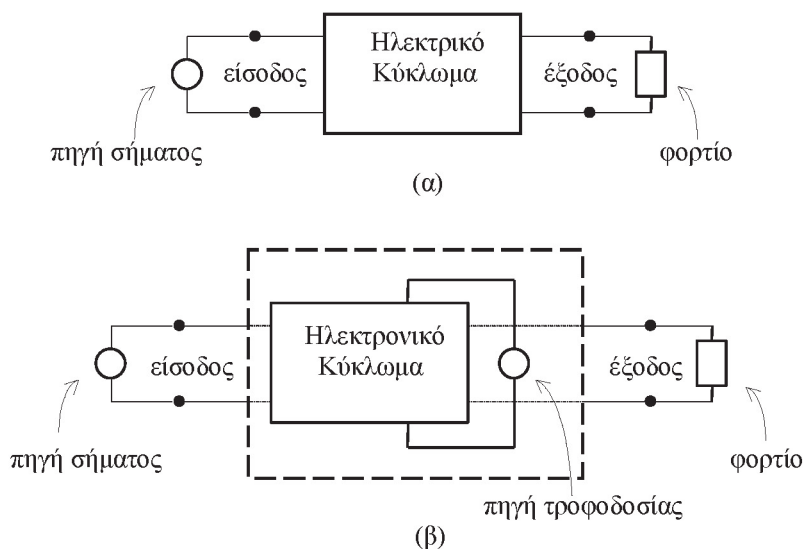 Ηλεκτρικό
Κύκλωμα
είσοδος
έξοδος
πηγή σήματος
φορτίο
(α)
Ηλεκτρονικό
Κύκλωμα
είσοδος
έξοδος
πηγή σήματος
φορτίο
πηγή τροφοδοσίας
(β)